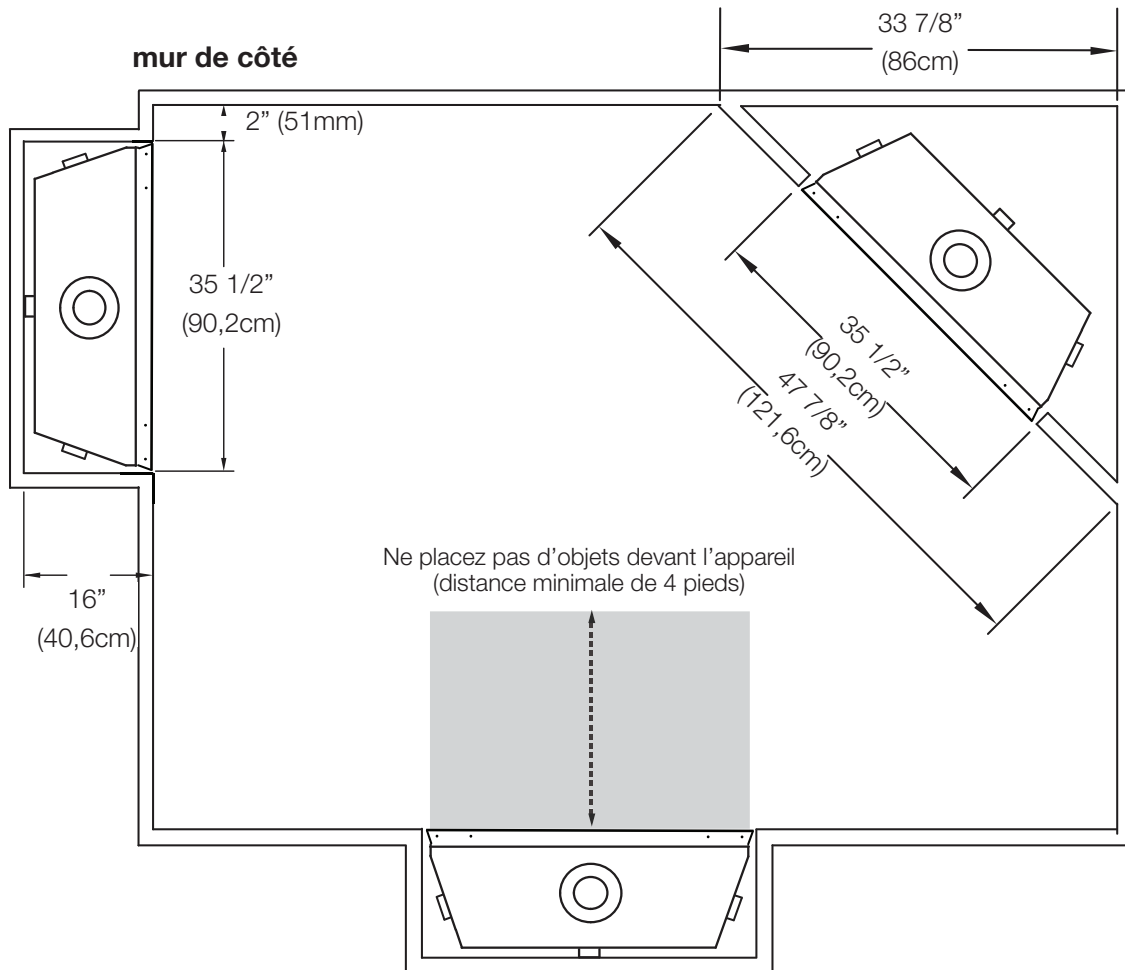 33 7/8”
(86cm)
mur de côté
2” (51mm)
35 1/2”
(90,2cm)
35 1/2”
(90,2cm)
47 7/8”
(121,6cm)
Ne placez pas d’objets devant l’appareil
(distance minimale de 4 pieds)
16”
(40,6cm)